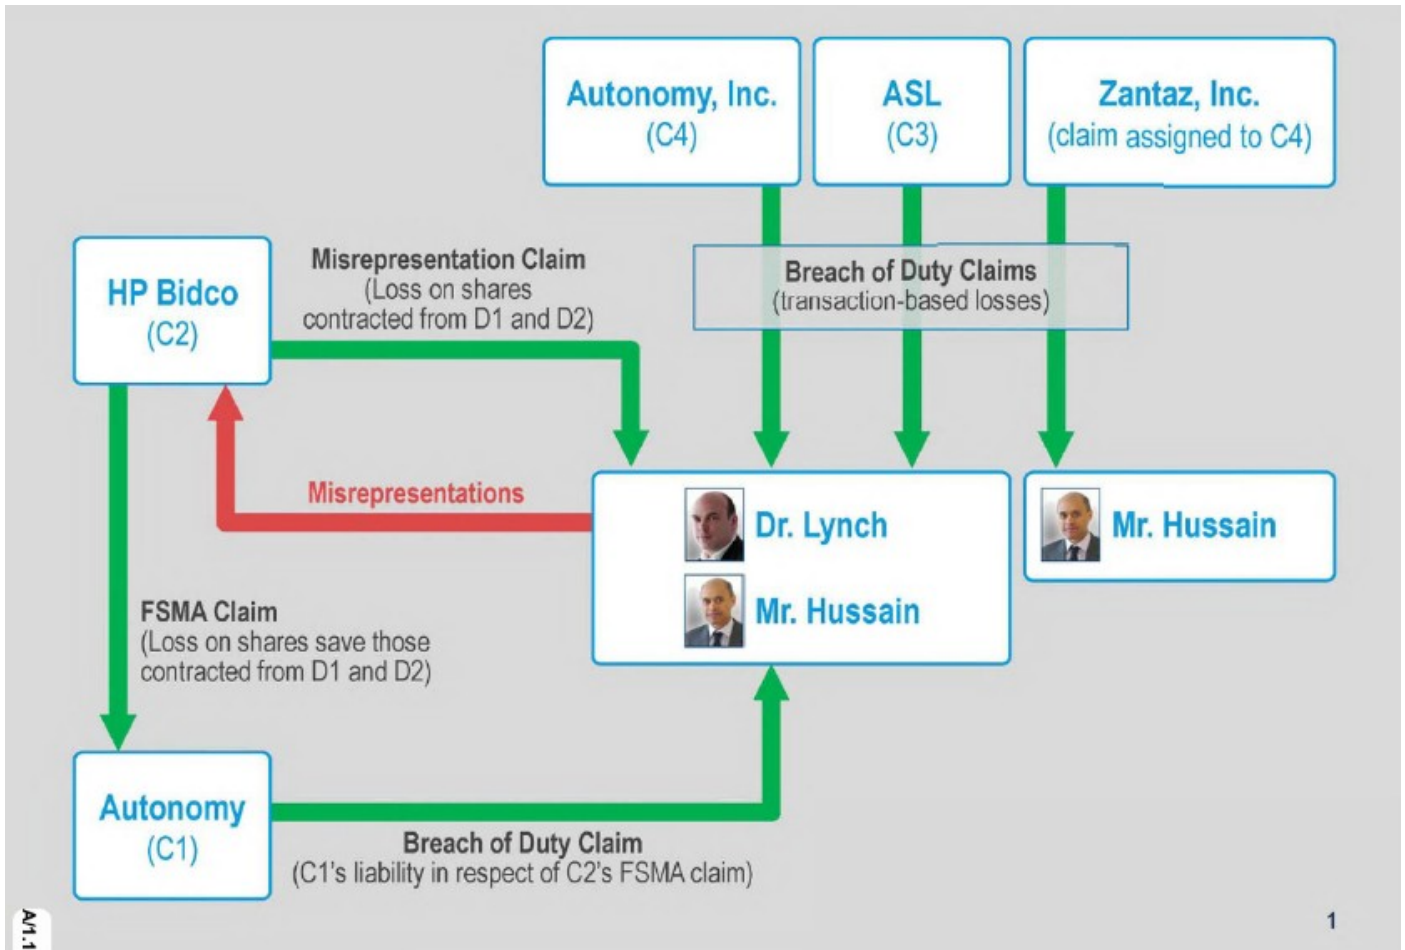 Autonomy, Inc.
(C4)
ASL
(C3)
Zantaz, Inc.
(claim assigned to C4)
HP Bidco
(C2)
Misrepresentation Claim
(Loss on shares
contracted from D1 and D2)
Breach of Duty Claims
(transaction-based losses)
Misrepresentations
Dr. Lynch
Mr. Hussain
Mr. Hussain
FSMA Claim
(Loss on shares save those
contracted from D1 and D2)
Autonomy
(C1)
Breach of Duty Claim
(C1's liability in respect of C2's FSMA claim)
A/1.1
1